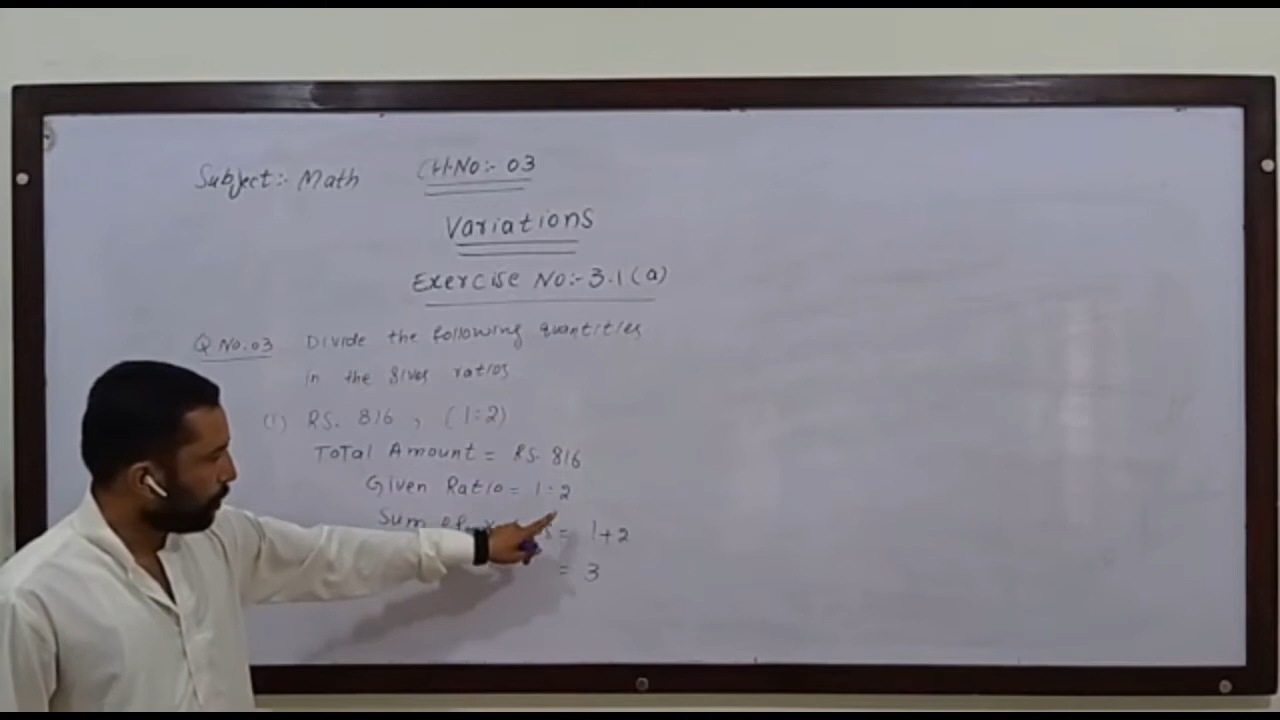 Subject:- Math CH.No:- 03
Variations
Exercise No:- 3.1(a)
Q No.03 Divide the following quantities
in the given ratios
(i) RS. 816 , (1:2)
Total Amount = RS. 816
Given Ratio = 1:2
Sum of = 1+2
= 3